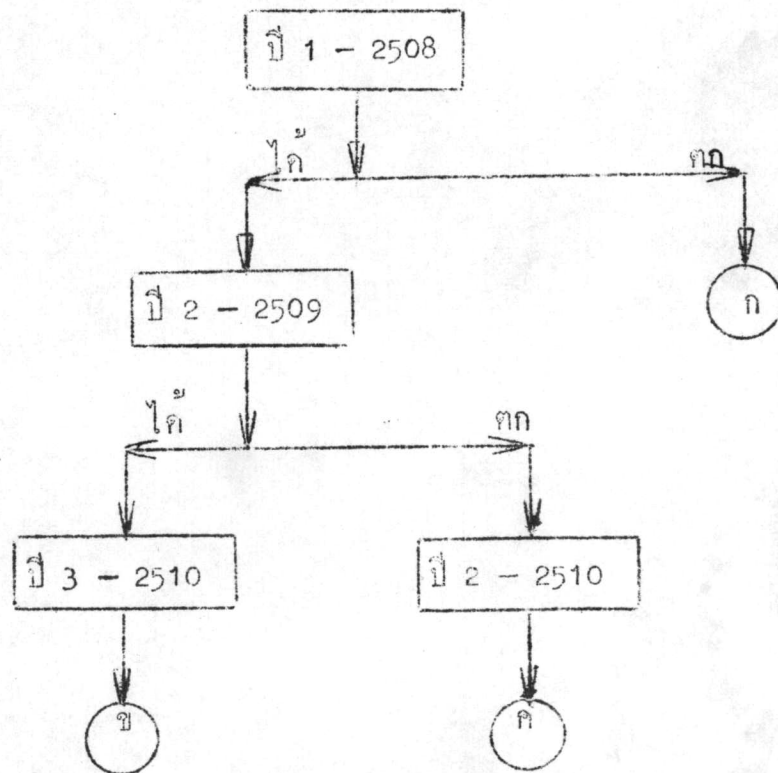 ปี 1 - 2508
ได้ ตก
ปี 2 - 2509
ก
ได้ ตก
ปี 3 - 2510
ปี 2 - 2510
ข
ค